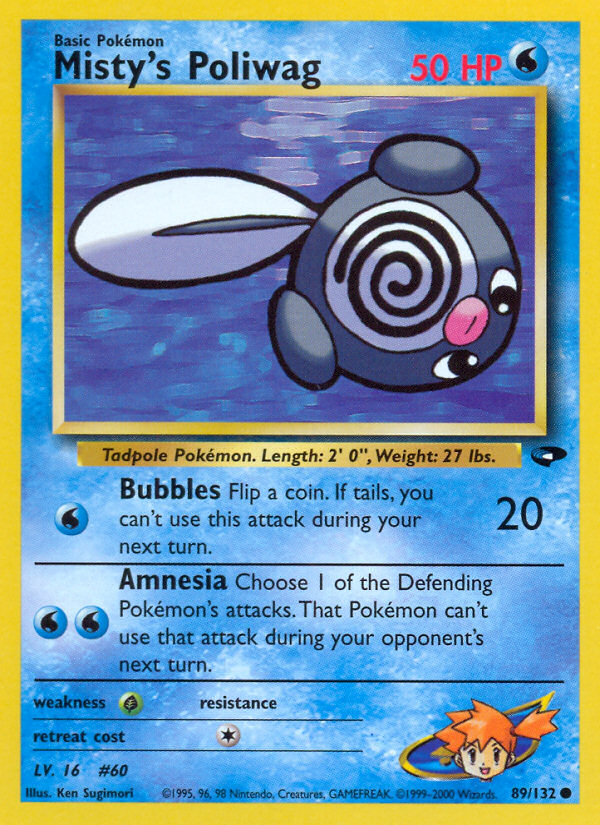 Basic Pokémon
Misty's Poliwag 50 HP
Tadpole Pokémon. Length: 2' 0", Weight: 27 lbs.
Bubbles Flip a coin. If tails, you
can't use this attack during your
next turn.
20
Amnesia Choose 1 of the Defending
Pokémon's attacks. That Pokémon can't
use that attack during your opponent's
next turn.
weakness resistance
retreat cost
LV. 16 #60
Illus. Ken Sugimori ©1995, 96, 98 Nintendo, Creatures, GAMEFREAK. ©1999-2000 Wizards. 89/132